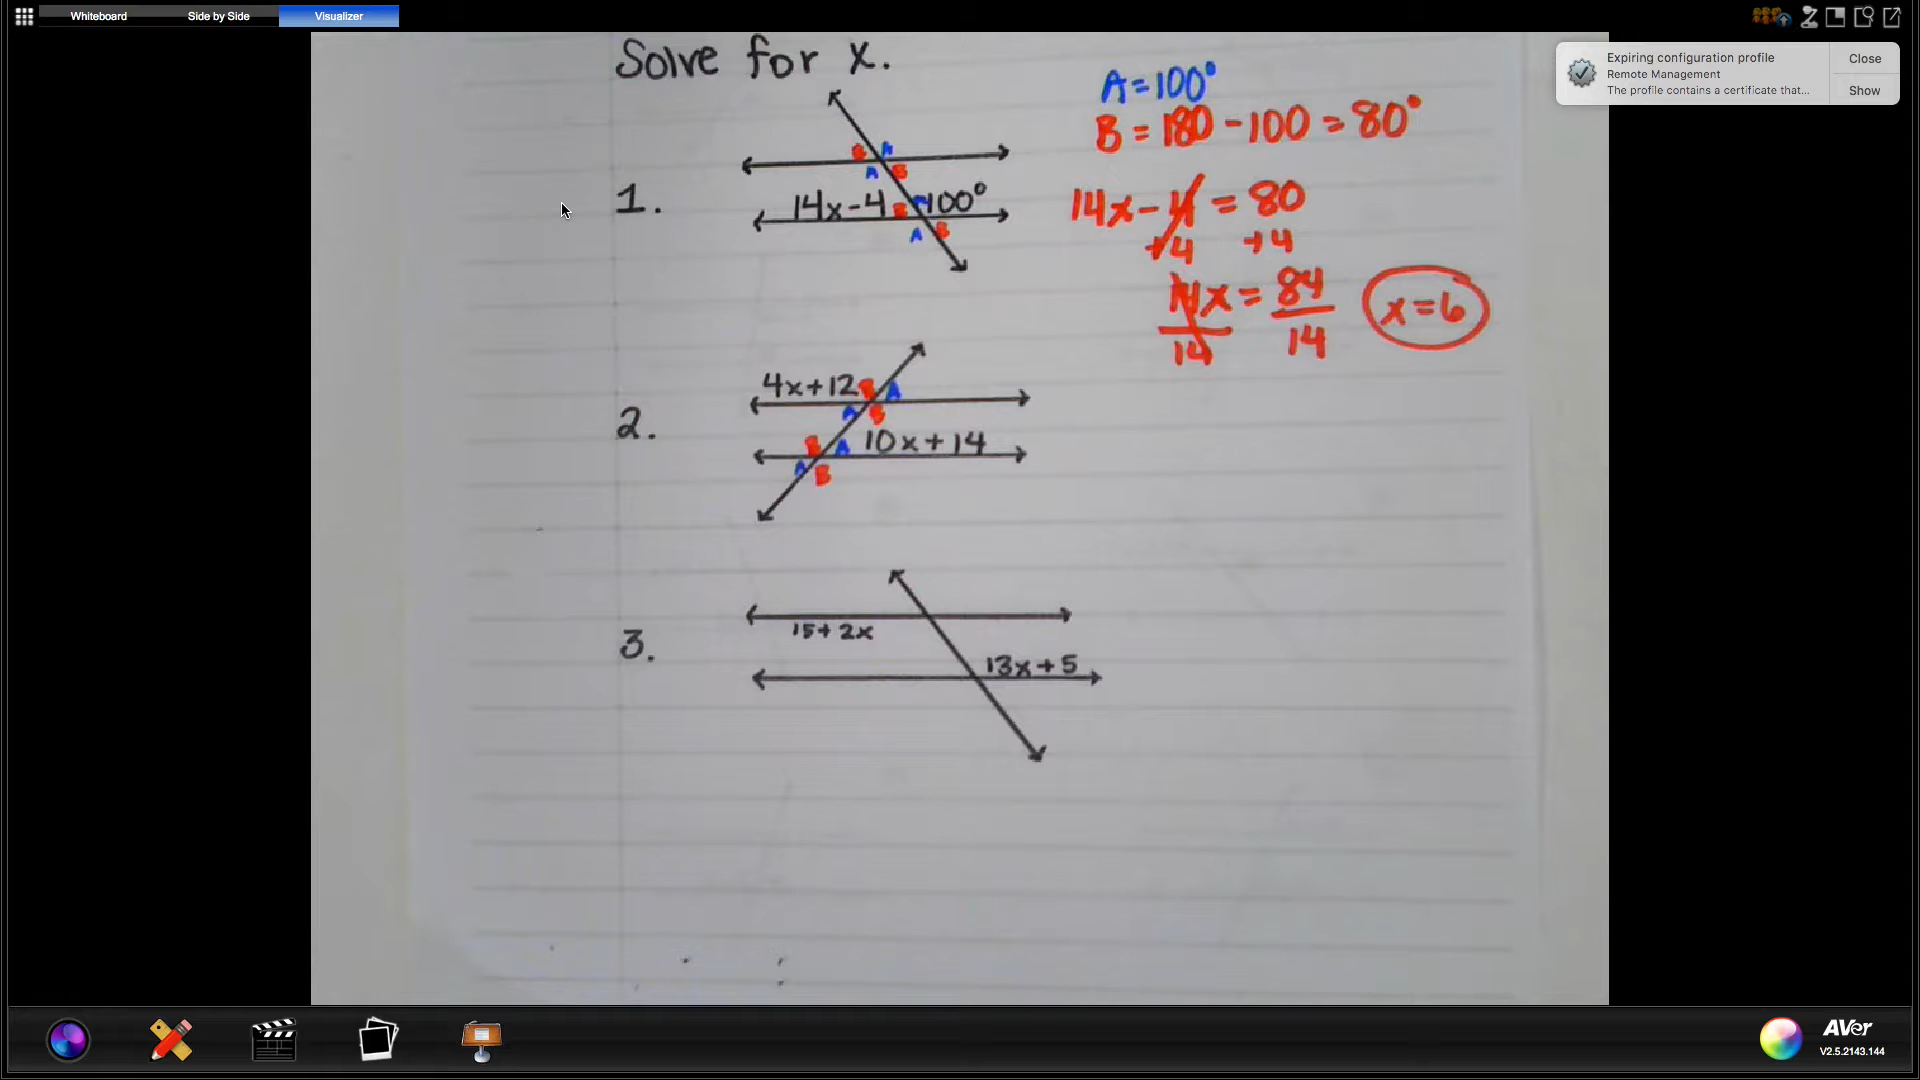 Whiteboard
Side by Side
Visualizer
Expiring configuration profile
Remote Management
The profile contains a certificate that...
Close
Show
Solve for x.
A=100°
B = 180 - 100 = 80°
1.
B A
A B
14x-4 B A 100°
A B
14x - 4 = 80
+4 +4
14x = 84
14 14
x = 6
2.
4x+12 B A
A B
B A 10x+14
A B
3.
15+2x
13x+5
AVer
V2.5.2143.144